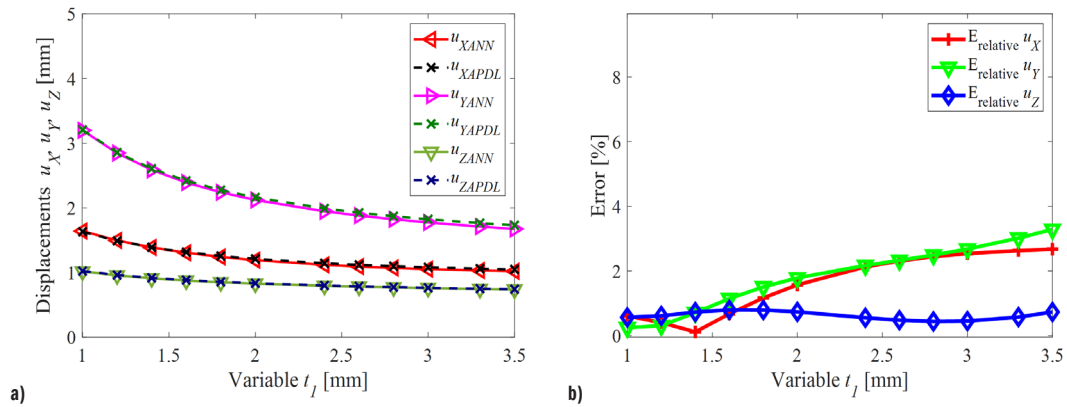 Displacements u_X, u_Y, u_Z [mm]
5
4
3
2
1
0
u_XANN
u_XAPDL
u_YANN
u_YAPDL
u_ZANN
u_ZAPDL
1 1.5 2 2.5 3 3.5
Variable t_1 [mm]
a)
Error [%]
8
6
4
2
0
E_relative u_X
E_relative u_Y
E_relative u_Z
1 1.5 2 2.5 3 3.5
Variable t_1 [mm]
b)